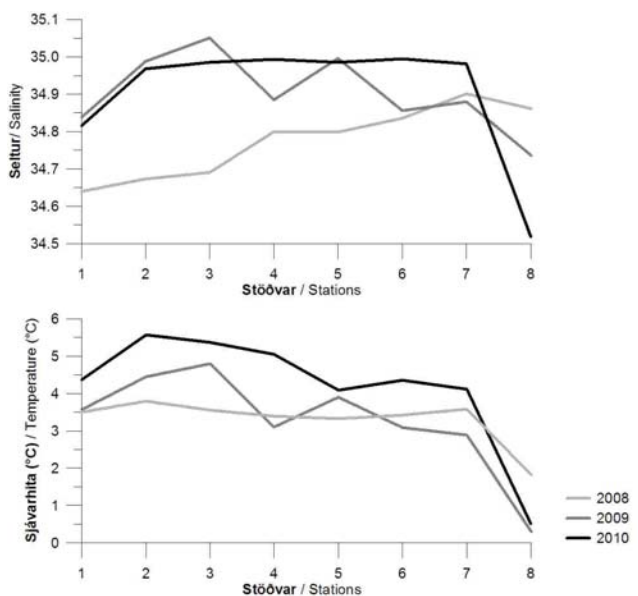 35.1
35.0
34.9
34.8
34.7
34.6
34.5
Seltur/ Salinity
1 2 3 4 5 6 7 8
Stöðvar / Stations
6
5
4
3
2
1
0
Sjávarhita (°C) / Temperature (°C)
1 2 3 4 5 6 7 8
Stöðvar / Stations
2008
2009
2010